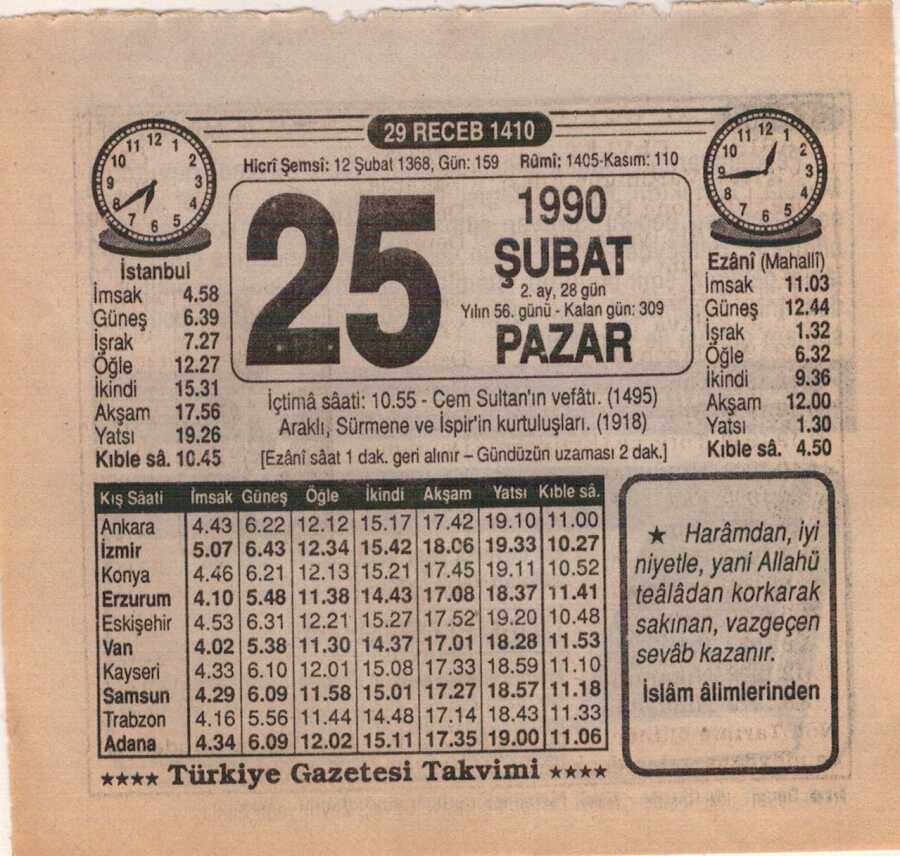 29 RECEB 1410
Hicrî Şemsî: 12 Şubat 1368, Gün: 159 Rûmî: 1405-Kasım: 110
25
1990
ŞUBAT
2. ay, 28 gün
Yılın 56. günü - Kalan gün: 309
PAZAR
İstanbul
İmsak 4.58
Güneş 6.39
İşrak 7.27
Öğle 12.27
İkindi 15.31
Akşam 17.56
Yatsı 19.26
Kıble sâ. 10.45
Ezânî (Mahallî)
İmsak 11.03
Güneş 12.44
İşrak 1.32
Öğle 6.32
İkindi 9.36
Akşam 12.00
Yatsı 1.30
Kıble sâ. 4.50
İçtimâ sâati: 10.55 - Cem Sultan'ın vefâtı. (1495)
Araklı, Sürmene ve İspir'in kurtuluşları. (1918)
[Ezânî sâat 1 dak. geri alınır – Gündüzün uzaması 2 dak.]
Kış Sâati İmsak Güneş Öğle İkindi Akşam Yatsı Kıble sâ.
Ankara 4.43 6.22 12.12 15.17 17.42 19.10 11.00
İzmir 5.07 6.43 12.34 15.42 18.06 19.33 10.27
Konya 4.46 6.21 12.13 15.21 17.45 19.11 10.52
Erzurum 4.10 5.48 11.38 14.43 17.08 18.37 11.41
Eskişehir 4.53 6.31 12.21 15.27 17.52 19.20 10.48
Van 4.02 5.38 11.30 14.37 17.01 18.28 11.53
Kayseri 4.33 6.10 12.01 15.08 17.33 18.59 11.10
Samsun 4.29 6.09 11.58 15.01 17.27 18.57 11.18
Trabzon 4.16 5.56 11.44 14.48 17.14 18.43 11.33
Adana 4.34 6.09 12.02 15.11 17.35 19.00 11.06
★ Harâmdan, iyi
niyetle, yani Allahü
teâlâdan korkarak
sakınan, vazgeçen
sevâb kazanır.
İslâm âlimlerinden
★★★★ Türkiye Gazetesi Takvimi ★★★★